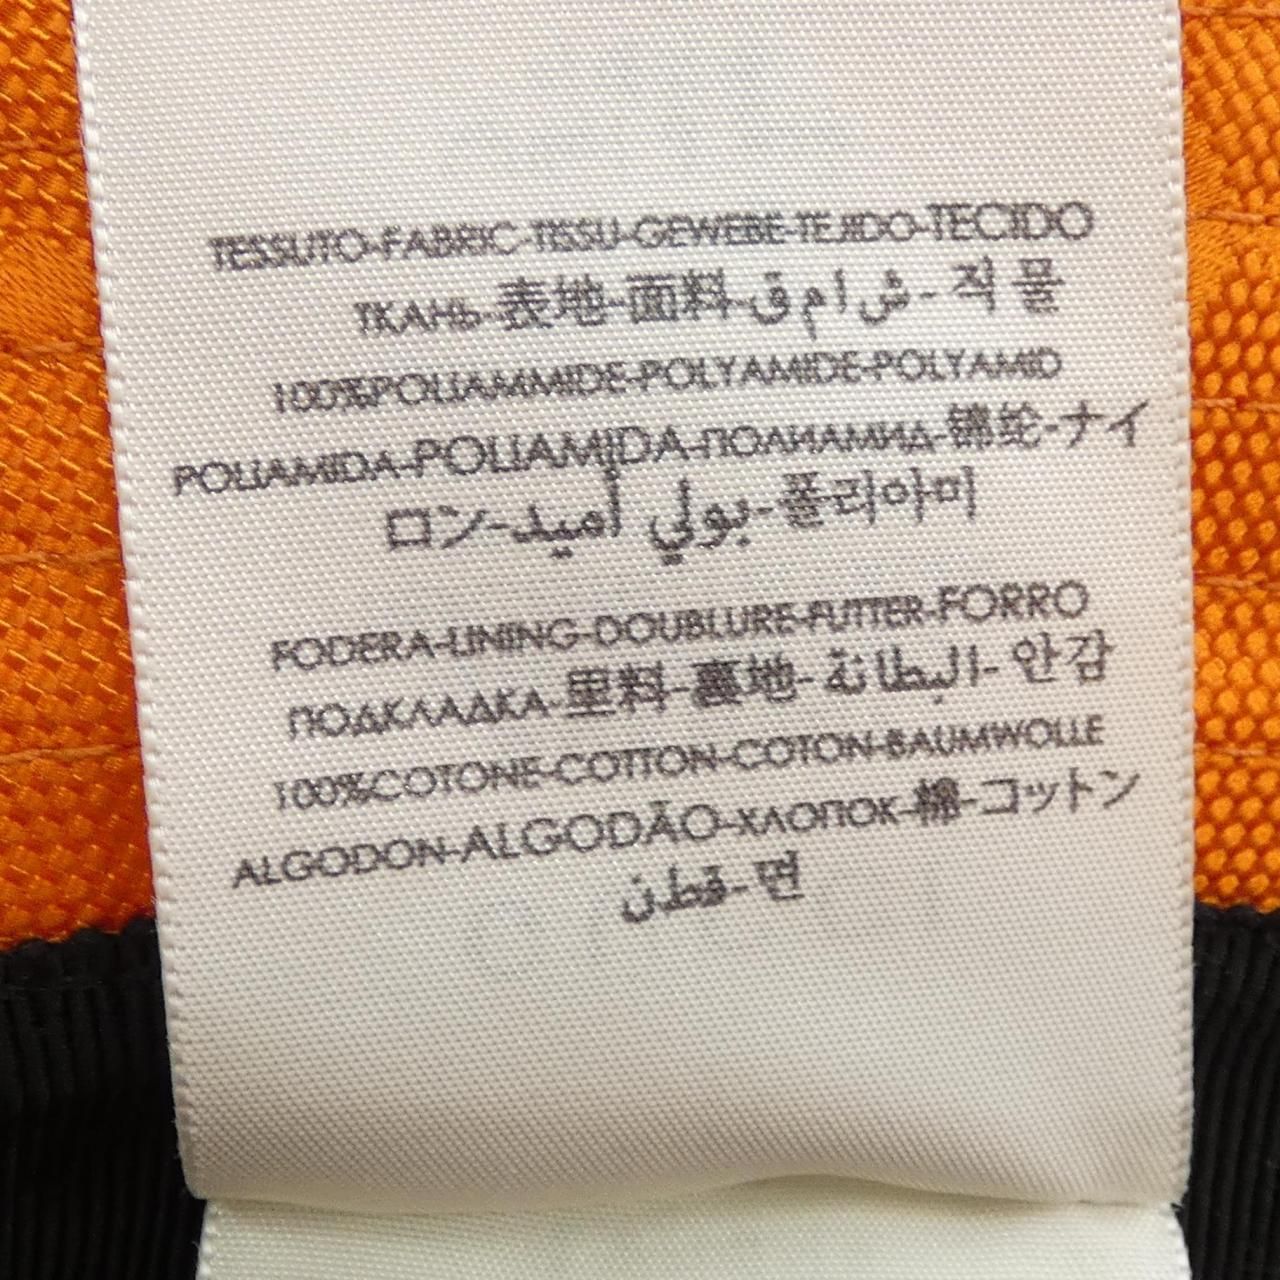 TESSUTO-FABRIC-TISSU-GEWEBE-TEJIDO-TECIDO
ТКАНЬ-表地-面料-ش ا م ق-직물
100%POLIAMMIDE-POLYAMIDE-POLYAMID
POLIAMIDA-POLIAMIDA-ПОЛИАМИД-锦纶-ナイ
ロン-بولي أميد-폴리아미
FODERA-LINING-DOUBLURE-FUTTER-FORRO
ПОДКЛАДКА-里料-裏地-البطانة-안감
100%COTONE-COTTON-COTON-BAUMWOLLE
ALGODON-ALGODÃO-ХЛОПОК-棉-コットン
قطن-면